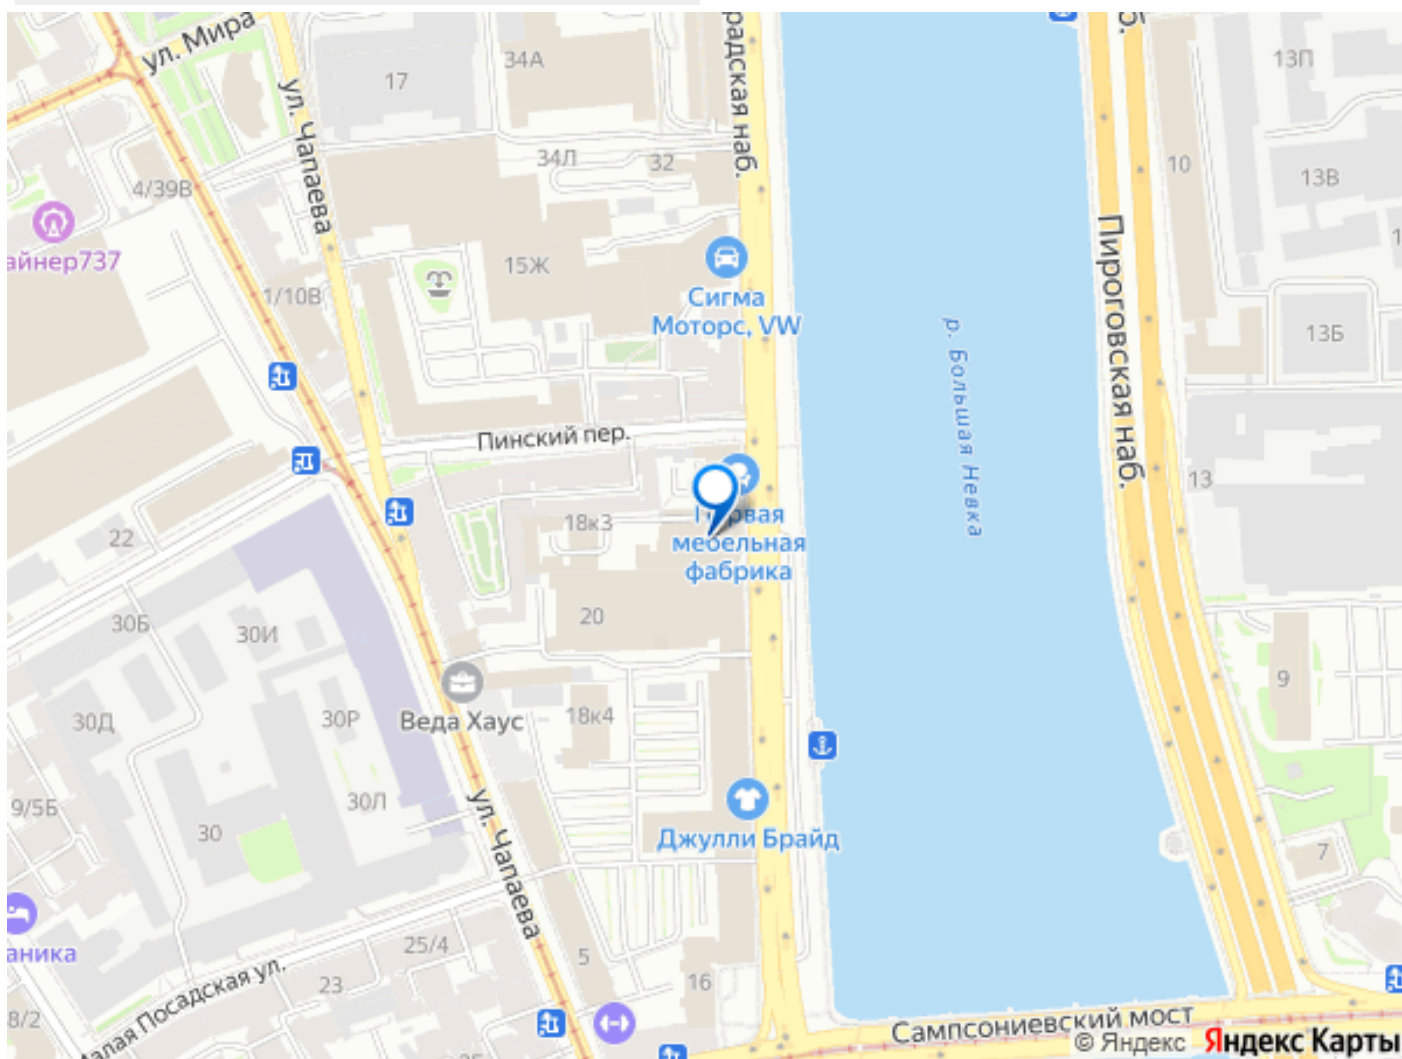 ул. Мира
ул. Чапаева
17
34А
радская наб.
наб.
13П
34Л
32
10
13В
4/39В
айнер737
15Ж
1/10В
Сигма
Моторс, VW
р. Большая Невка
Пироговская наб.
13Б
Пинский пер.
13
22
18к3
мебельная
фабрика
20
30Б
30И
9
30Д
30Р
Веда Хаус
18к4
9/5Б
30Л
30
ул. Чапаева
Джулли Брайд
7
аника
25/4
5
16
23
8/2
Малая Посадская ул.
Сампсониевский мост
© Яндекс Яндекс Карты